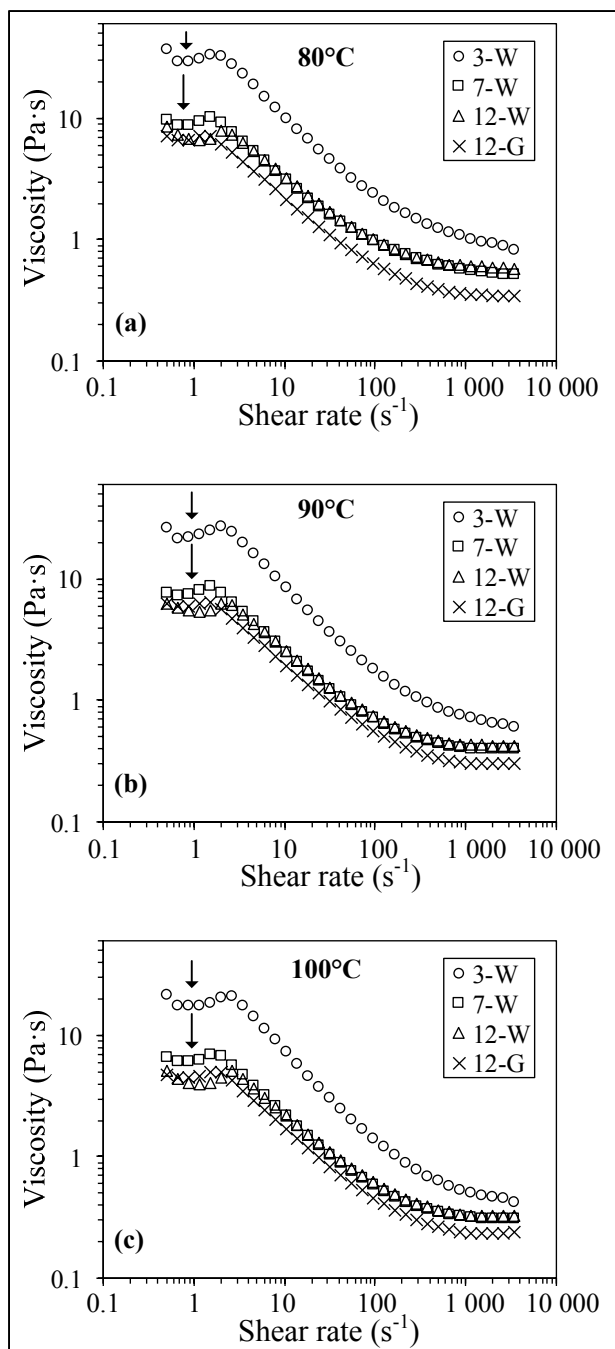 80°C
3-W
7-W
12-W
12-G
Viscosity (Pa·s)
10
1
0.1
(a)
0.1
1
10
100
1 000
10 000
Shear rate (s⁻¹)
90°C
3-W
7-W
12-W
12-G
Viscosity (Pa·s)
10
1
0.1
(b)
0.1
1
10
100
1 000
10 000
Shear rate (s⁻¹)
100°C
3-W
7-W
12-W
12-G
Viscosity (Pa·s)
10
1
0.1
(c)
0.1
1
10
100
1 000
10 000
Shear rate (s⁻¹)